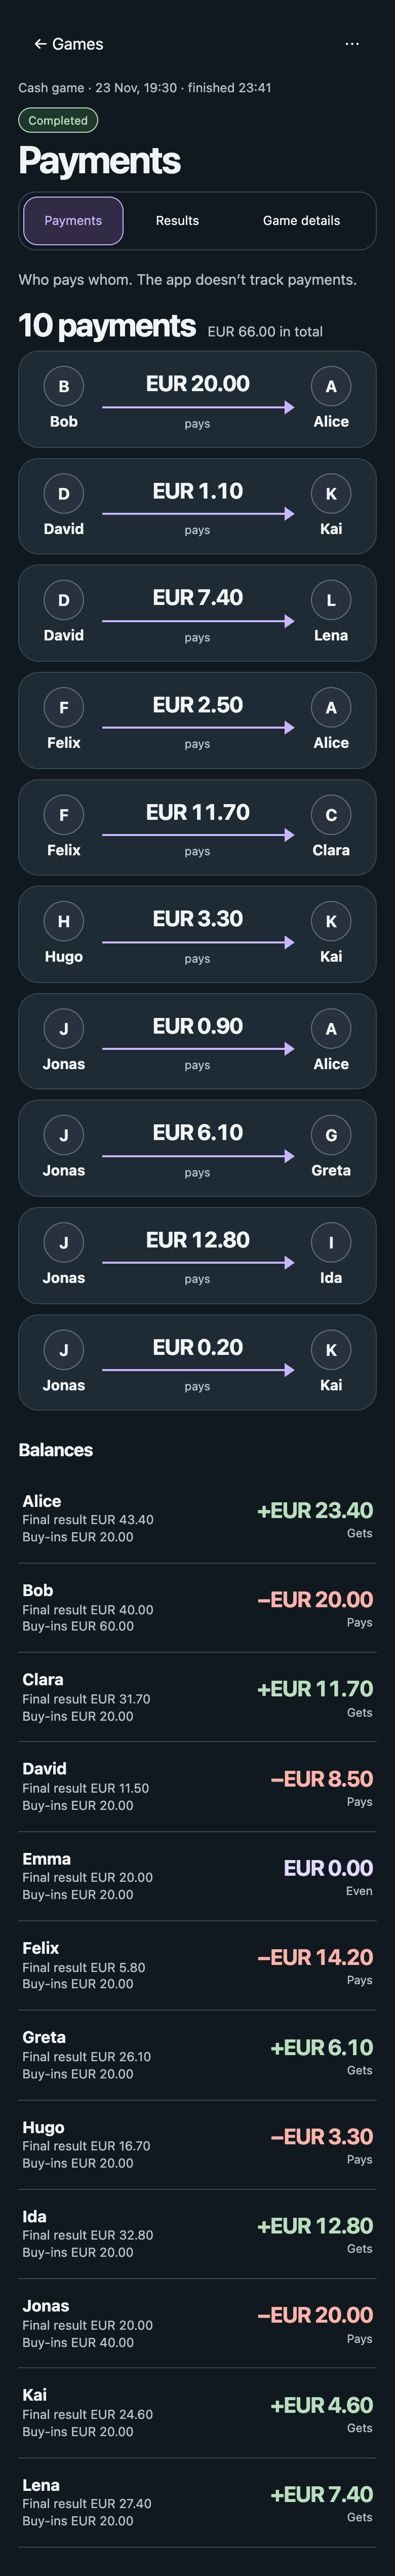 ← Games
···
Cash game · 23 Nov, 19:30 · finished 23:41
Completed
Payments
Payments Results Game details
Who pays whom. The app doesn’t track payments.
10 payments EUR 66.00 in total
B EUR 20.00 A
Bob pays Alice
D EUR 1.10 K
David pays Kai
D EUR 7.40 L
David pays Lena
F EUR 2.50 A
Felix pays Alice
F EUR 11.70 C
Felix pays Clara
H EUR 3.30 K
Hugo pays Kai
J EUR 0.90 A
Jonas pays Alice
J EUR 6.10 G
Jonas pays Greta
J EUR 12.80 I
Jonas pays Ida
J EUR 0.20 K
Jonas pays Kai
Balances
Alice
Final result EUR 43.40
Buy-ins EUR 20.00
+EUR 23.40
Gets
Bob
Final result EUR 40.00
Buy-ins EUR 60.00
−EUR 20.00
Pays
Clara
Final result EUR 31.70
Buy-ins EUR 20.00
+EUR 11.70
Gets
David
Final result EUR 11.50
Buy-ins EUR 20.00
−EUR 8.50
Pays
Emma
Final result EUR 20.00
Buy-ins EUR 20.00
EUR 0.00
Even
Felix
Final result EUR 5.80
Buy-ins EUR 20.00
−EUR 14.20
Pays
Greta
Final result EUR 26.10
Buy-ins EUR 20.00
+EUR 6.10
Gets
Hugo
Final result EUR 16.70
Buy-ins EUR 20.00
−EUR 3.30
Pays
Ida
Final result EUR 32.80
Buy-ins EUR 20.00
+EUR 12.80
Gets
Jonas
Final result EUR 20.00
Buy-ins EUR 40.00
−EUR 20.00
Pays
Kai
Final result EUR 24.60
Buy-ins EUR 20.00
+EUR 4.60
Gets
Lena
Final result EUR 27.40
Buy-ins EUR 20.00
+EUR 7.40
Gets